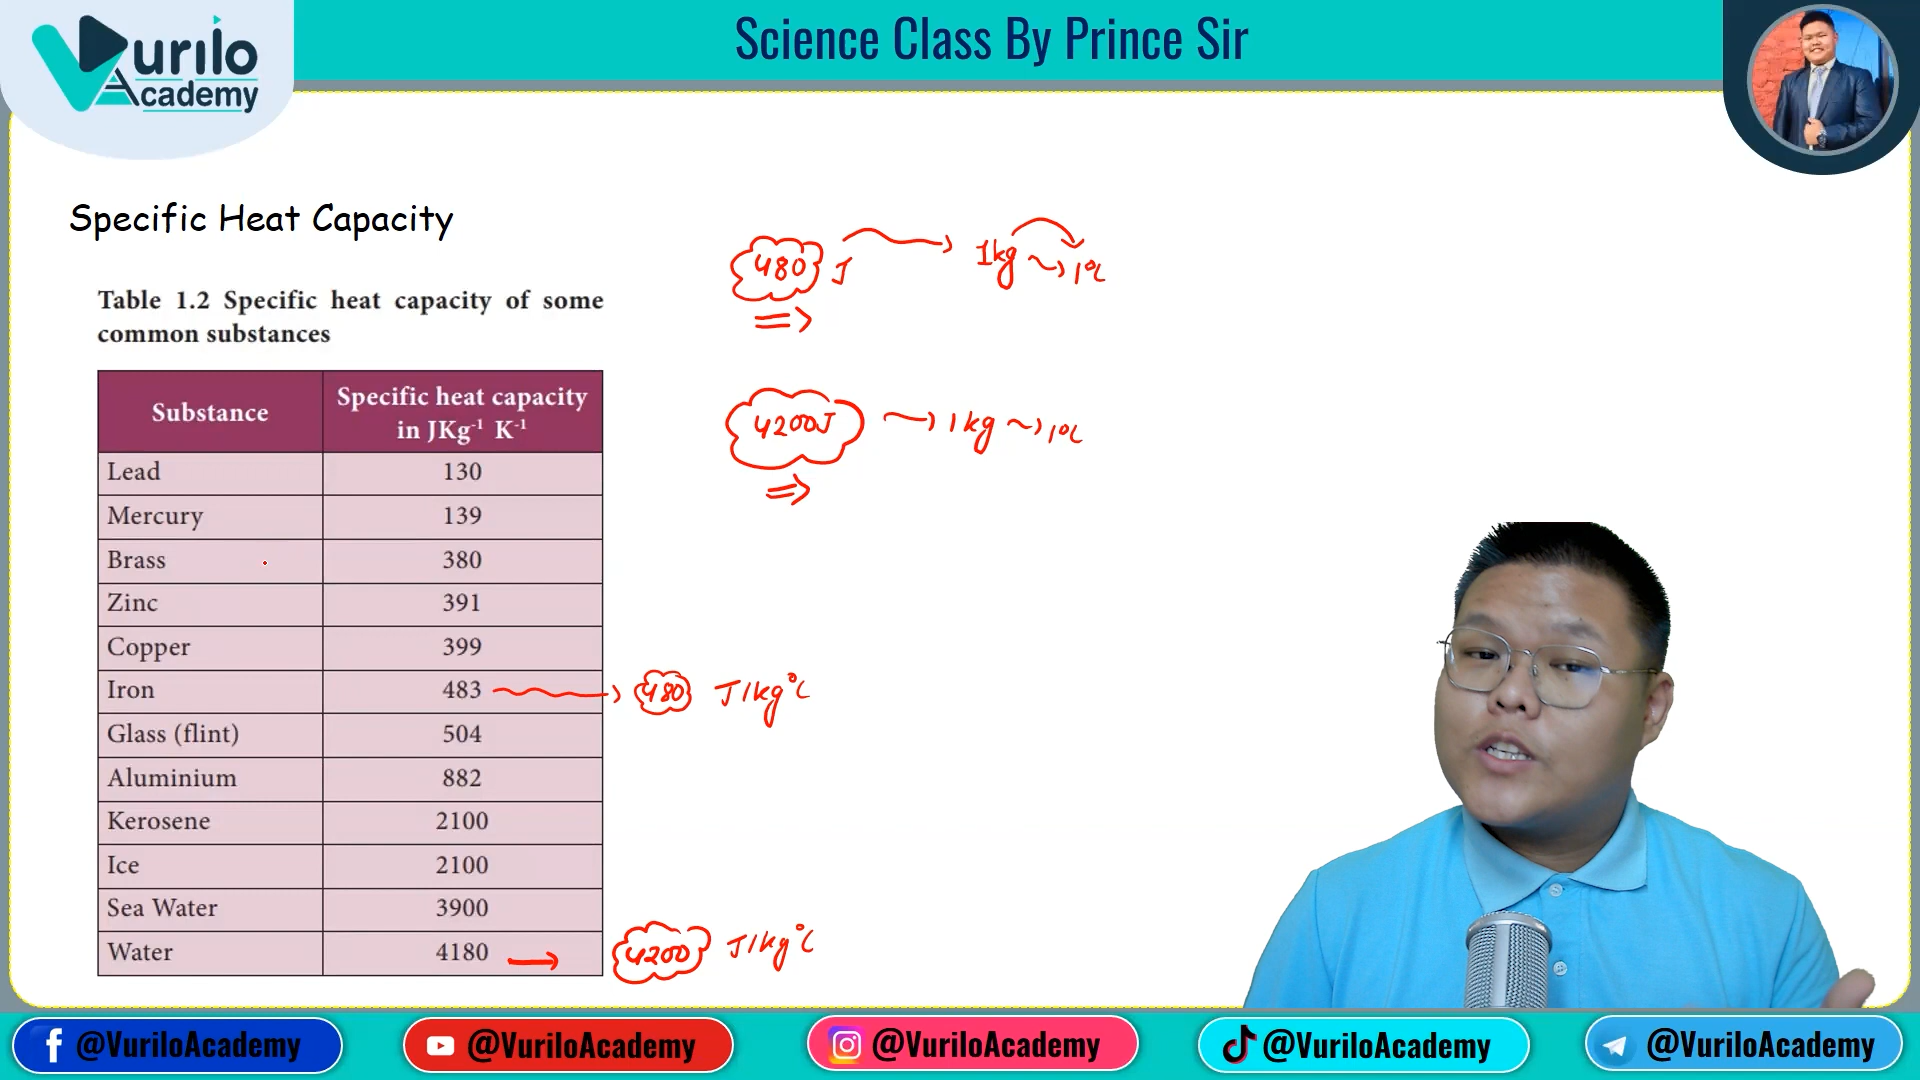 Vurilo
Academy
Science Class By Prince Sir
Specific Heat Capacity
Table 1.2 Specific heat capacity of some
common substances
Substance Specific heat capacity
in JKg⁻¹ K⁻¹
Lead 130
Mercury 139
Brass 380
Zinc 391
Copper 399
Iron 483 → 480 J/kg°C
Glass (flint) 504
Aluminium 882
Kerosene 2100
Ice 2100
Sea Water 3900
Water 4180 → 4200 J/kg°C
480 J → 1kg → 1°C
⇒
4200J → 1kg → 1°C
⇒
@VuriloAcademy
@VuriloAcademy
@VuriloAcademy
@VuriloAcademy
@VuriloAcademy